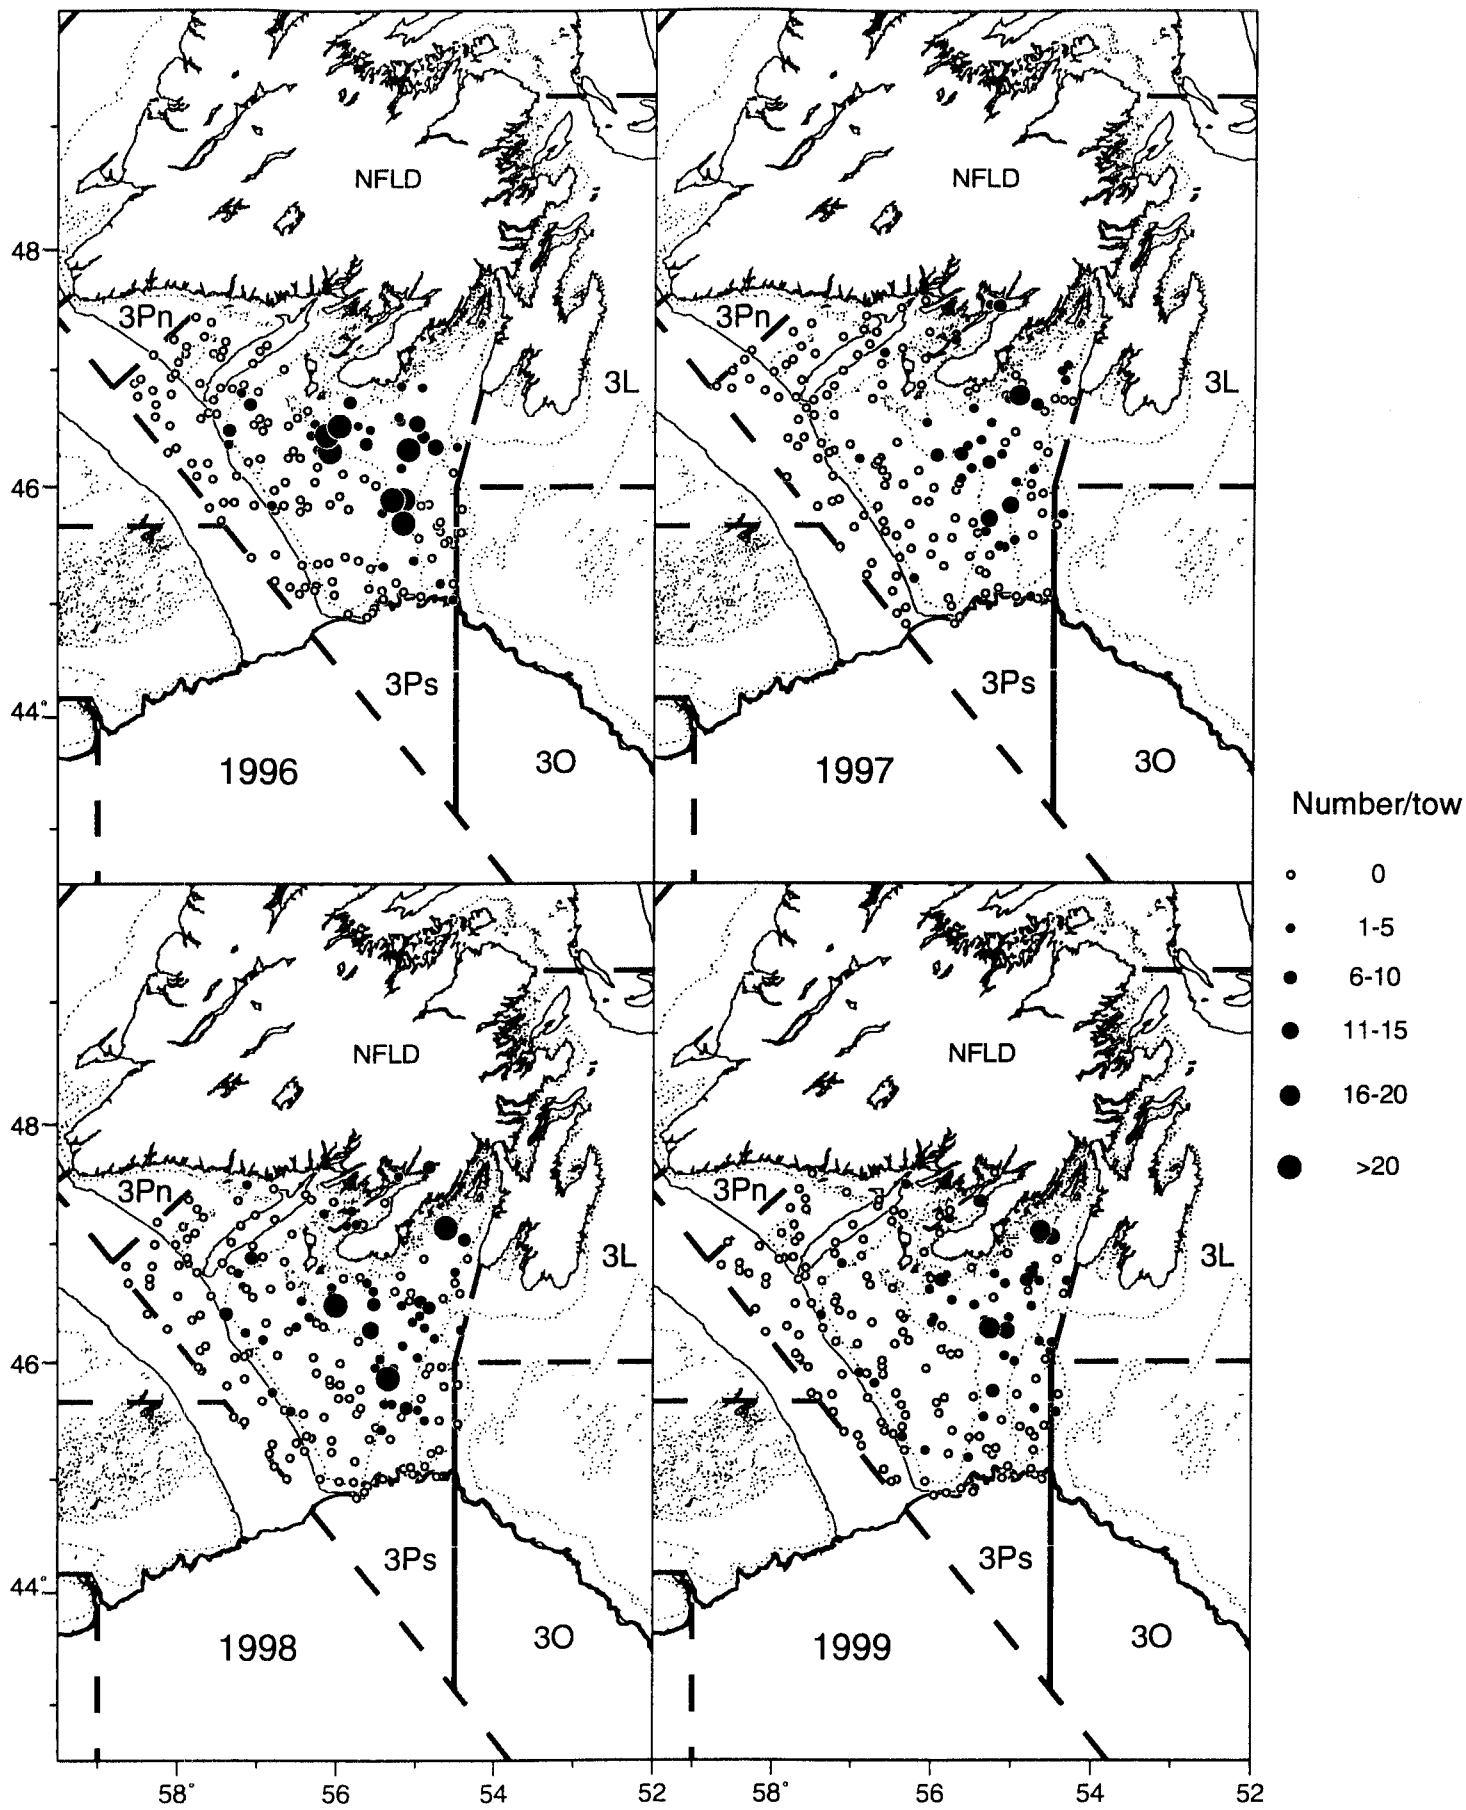 NFLD
NFLD
48
3Pn
3Pn
3L
3L
46
3Ps
3Ps
44°
1996
3O
1997
3O
Number/tow
0
1-5
6-10
11-15
16-20
>20
NFLD
NFLD
48
3Pn
3Pn
3L
3L
46
3Ps
3Ps
44°
1998
3O
1999
3O
58° 56 54 52 58° 56 54 52